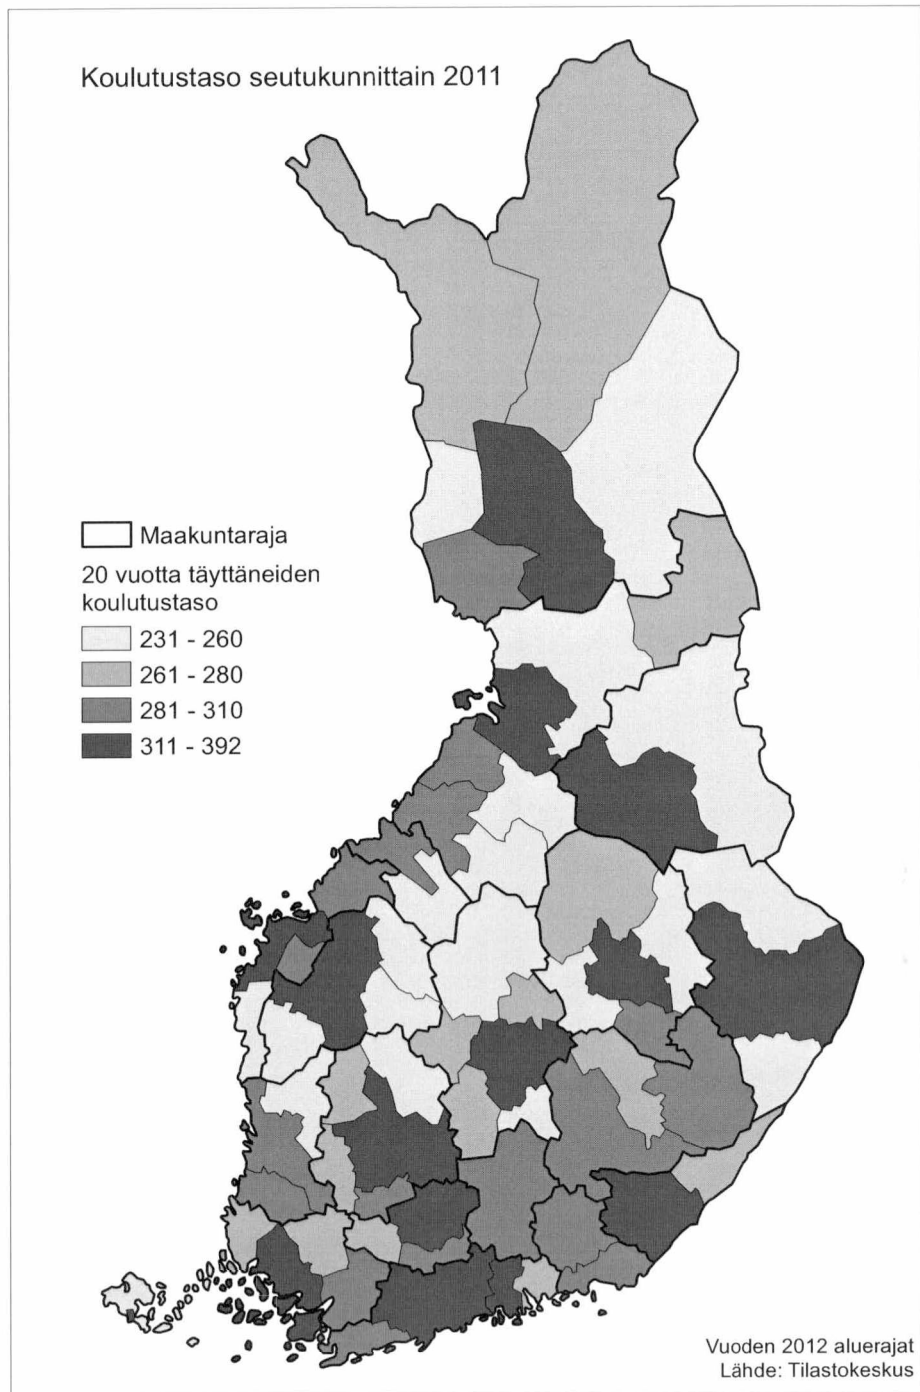 Koulutustaso seutukunnittain 2011
Maakuntaraja
20 vuotta täyttäneiden
koulutustaso
231 - 260
261 - 280
281 - 310
311 - 392
Vuoden 2012 aluerajat
Lähde: Tilastokeskus